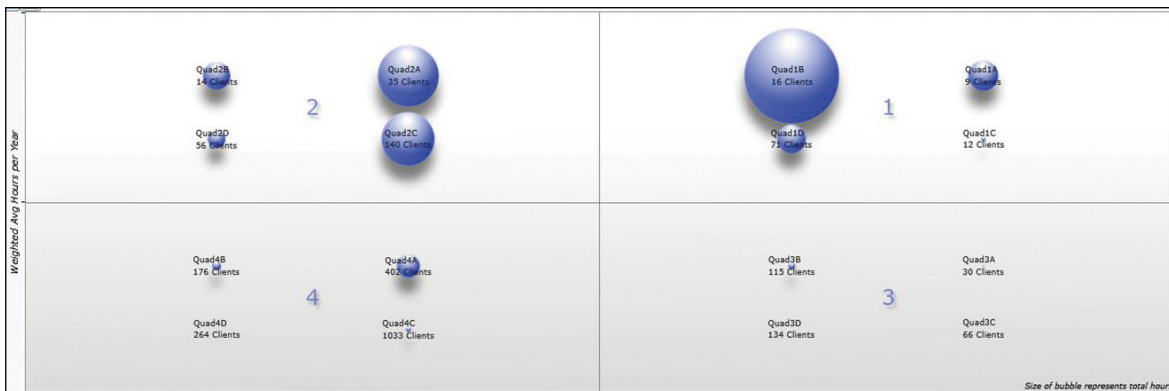 Weighted Avg Hours per Year
Quad2B
14 Clients
Quad2A
35 Clients
2
Quad2D
56 Clients
Quad2C
140 Clients
Quad1B
16 Clients
Quad1A
9 Clients
1
Quad1D
71 Clients
Quad1C
12 Clients
Quad4B
176 Clients
Quad4A
402 Clients
4
Quad4D
264 Clients
Quad4C
1033 Clients
Quad3B
115 Clients
Quad3A
30 Clients
3
Quad3D
134 Clients
Quad3C
66 Clients
Size of bubble represents total hour